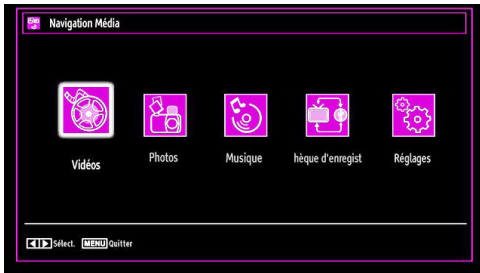 Navigation Média
Vidéos Photos Musique hèque d'enregist Réglages
Sélect. MENU Quitter